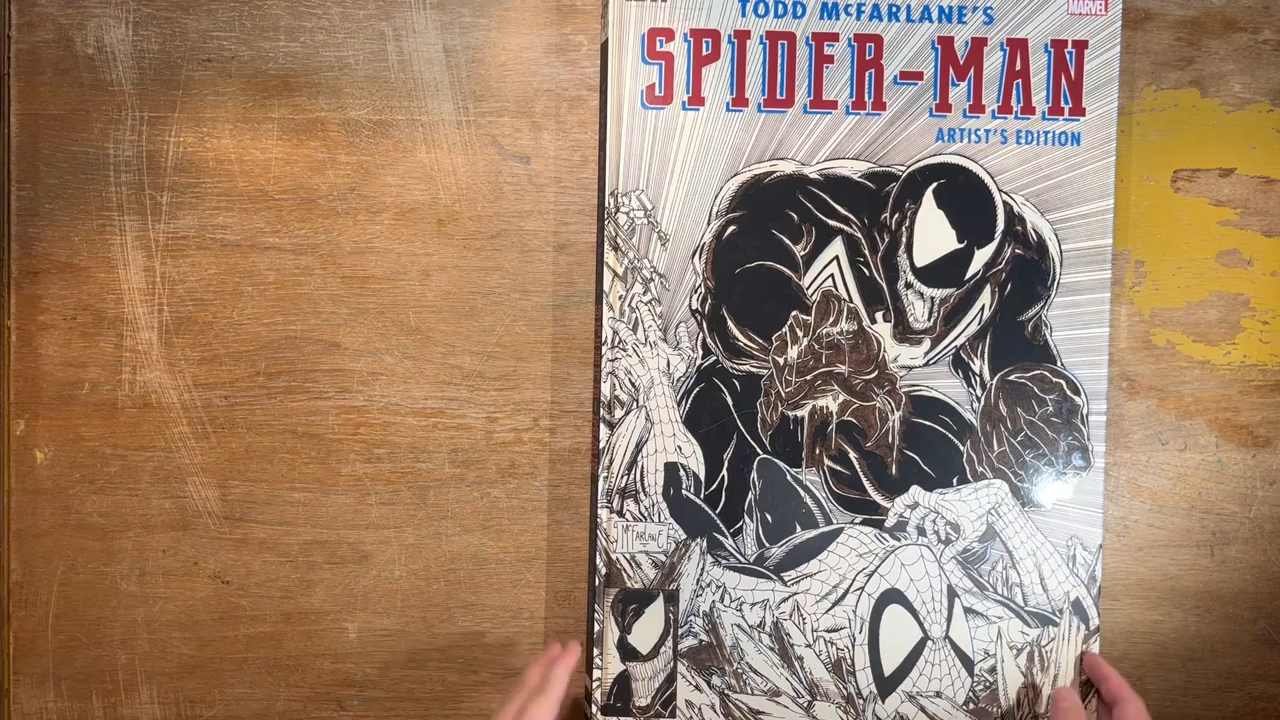 TODD McFARLANE'S
MARVEL
SPIDER-MAN
ARTIST'S EDITION
McFARLANE